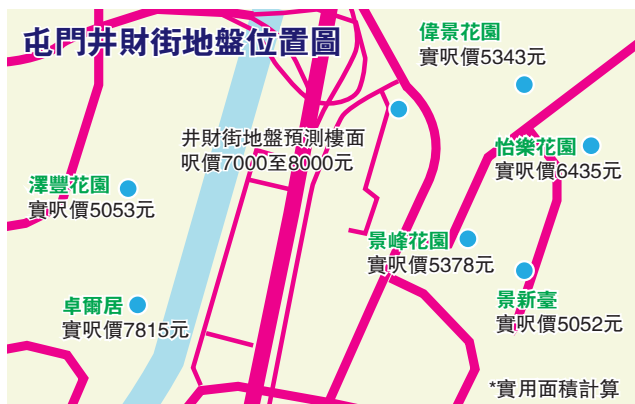 屯門井財街地盤位置圖
偉景花園
實呎價5343元
井財街地盤預測樓面
呎價7000至8000元
怡樂花園
實呎價6435元
澤豐花園
實呎價5053元
景峰花園
實呎價5378元
卓爾居
實呎價7815元
景新臺
實呎價5052元
*實用面積計算